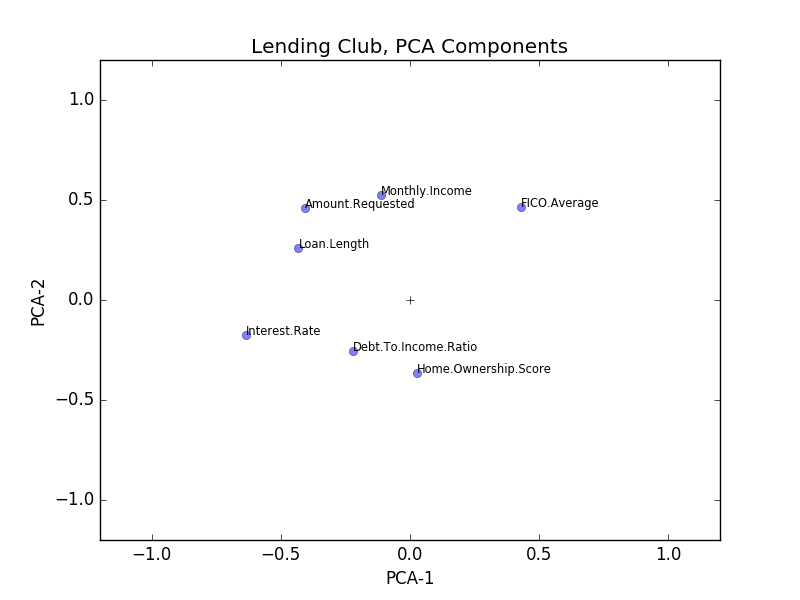 Lending Club, PCA Components
PCA-2
1.0
0.5
0.0
−0.5
−1.0
Monthly.Income
Amount.Requested
FICO.Average
Loan.Length
Interest.Rate
Debt.To.Income.Ratio
Home.Ownership.Score
−1.0 −0.5 0.0 0.5 1.0
PCA-1